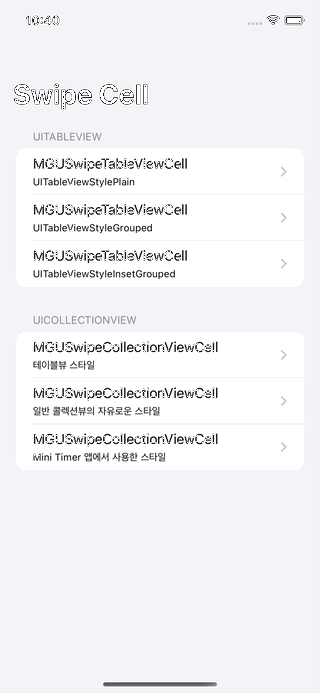 10:40
Swipe Cell
UITABLEVIEW
MGUSwipeTableViewCell
UITableViewStylePlain
MGUSwipeTableViewCell
UITableViewStyleGrouped
MGUSwipeTableViewCell
UITableViewStyleInsetGrouped
UICOLLECTIONVIEW
MGUSwipeCollectionViewCell
테이블뷰 스타일
MGUSwipeCollectionViewCell
일반 콜렉션뷰의 자유로운 스타일
MGUSwipeCollectionViewCell
Mini Timer 앱에서 사용한 스타일